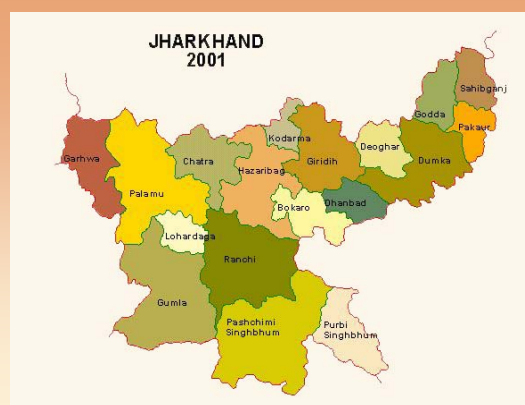 JHARKHAND
2001
Sahibganj
Godda
Pakaur
Kodarma
Deoghar
Garhwa
Chatra
Giridih
Dumka
Hazaribag
Palamu
Bokaro
Dhanbad
Lohardaga
Ranchi
Gumla
Pashchimi
Singhbhum
Purbi
Singhbhum